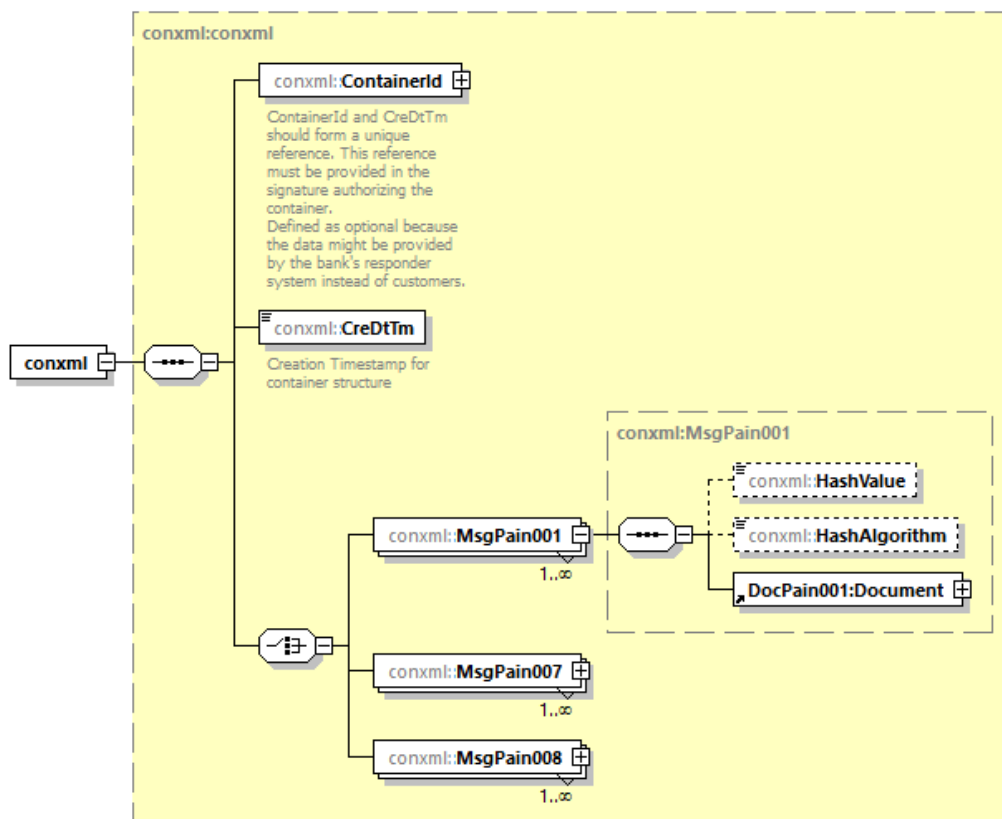 conxml:conxml
conxml::ContainerId
ContainerId and CreDtTm
should form a unique
reference. This reference
must be provided in the
signature authorizing the
container.
Defined as optional because
the data might be provided
by the bank's responder
system instead of customers.
conxml::CreDtTm
Creation Timestamp for
container structure
conxml
conxml:MsgPain001
conxml::HashValue
conxml::HashAlgorithm
DocPain001:Document
conxml::MsgPain001
1..∞
conxml::MsgPain007
1..∞
conxml::MsgPain008
1..∞